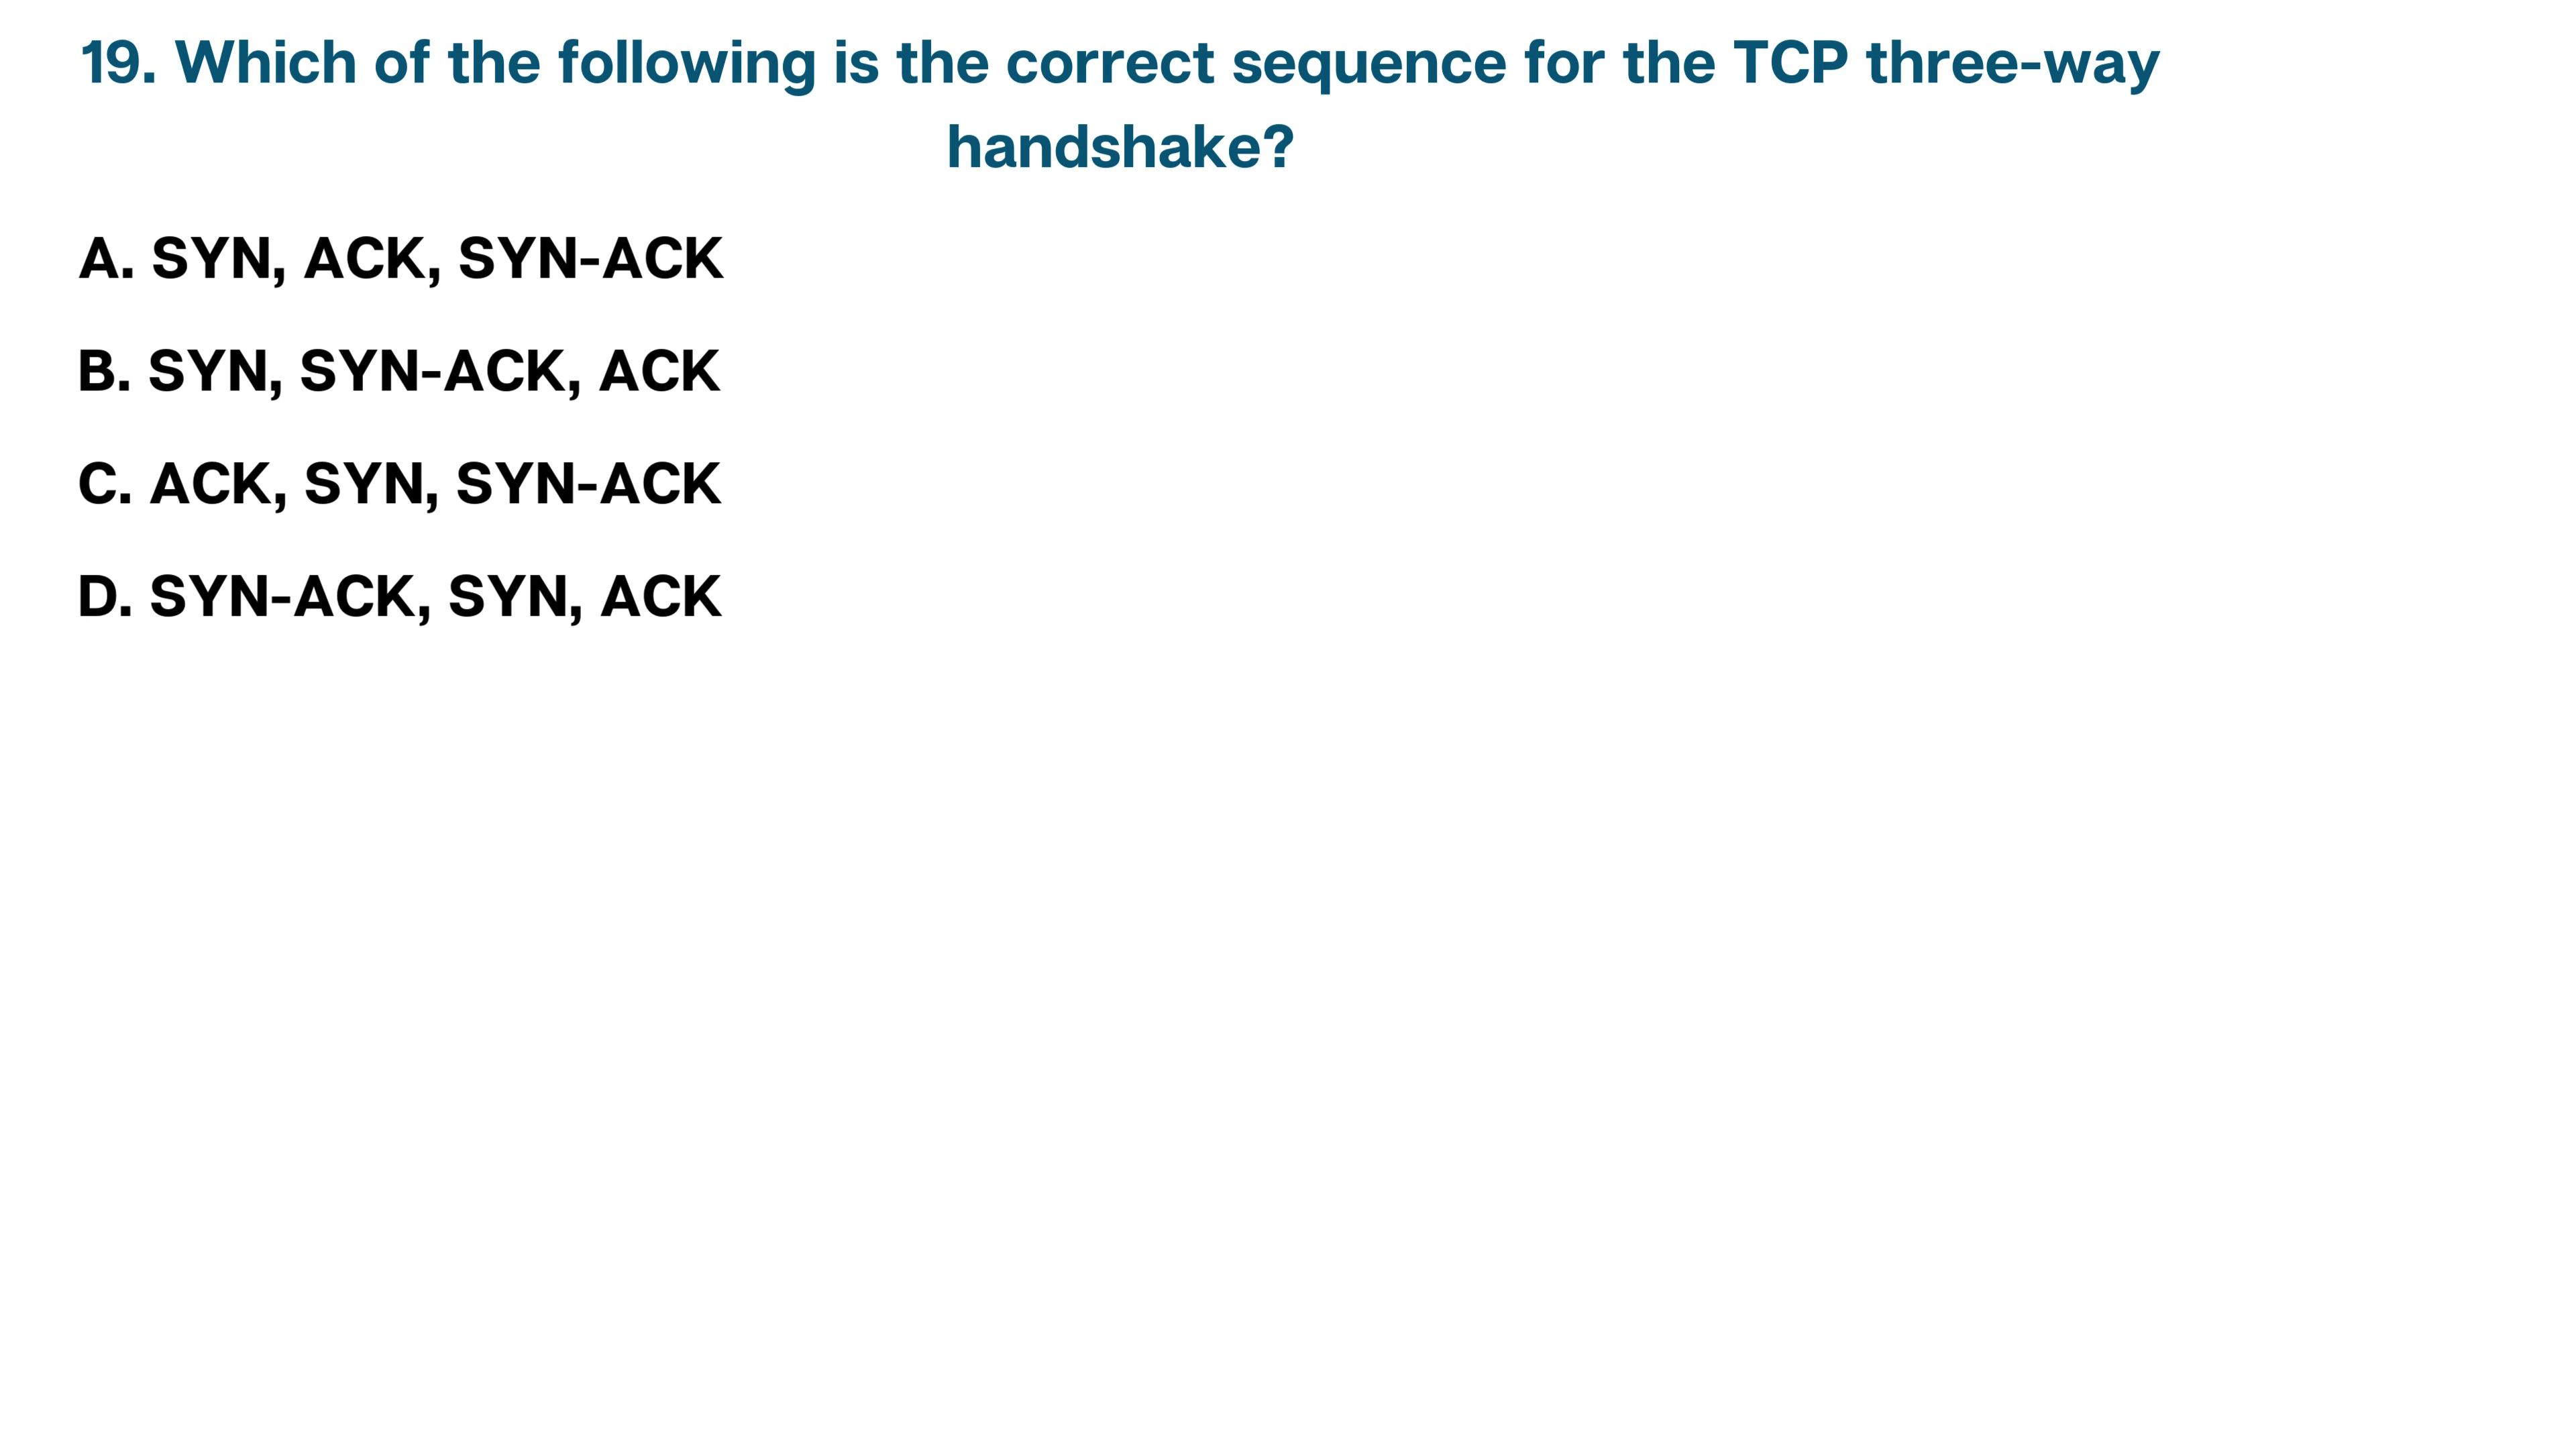 19. Which of the following is the correct sequence for the TCP three-way
handshake?
A. SYN, ACK, SYN-ACK
B. SYN, SYN-ACK, ACK
C. ACK, SYN, SYN-ACK
D. SYN-ACK, SYN, ACK